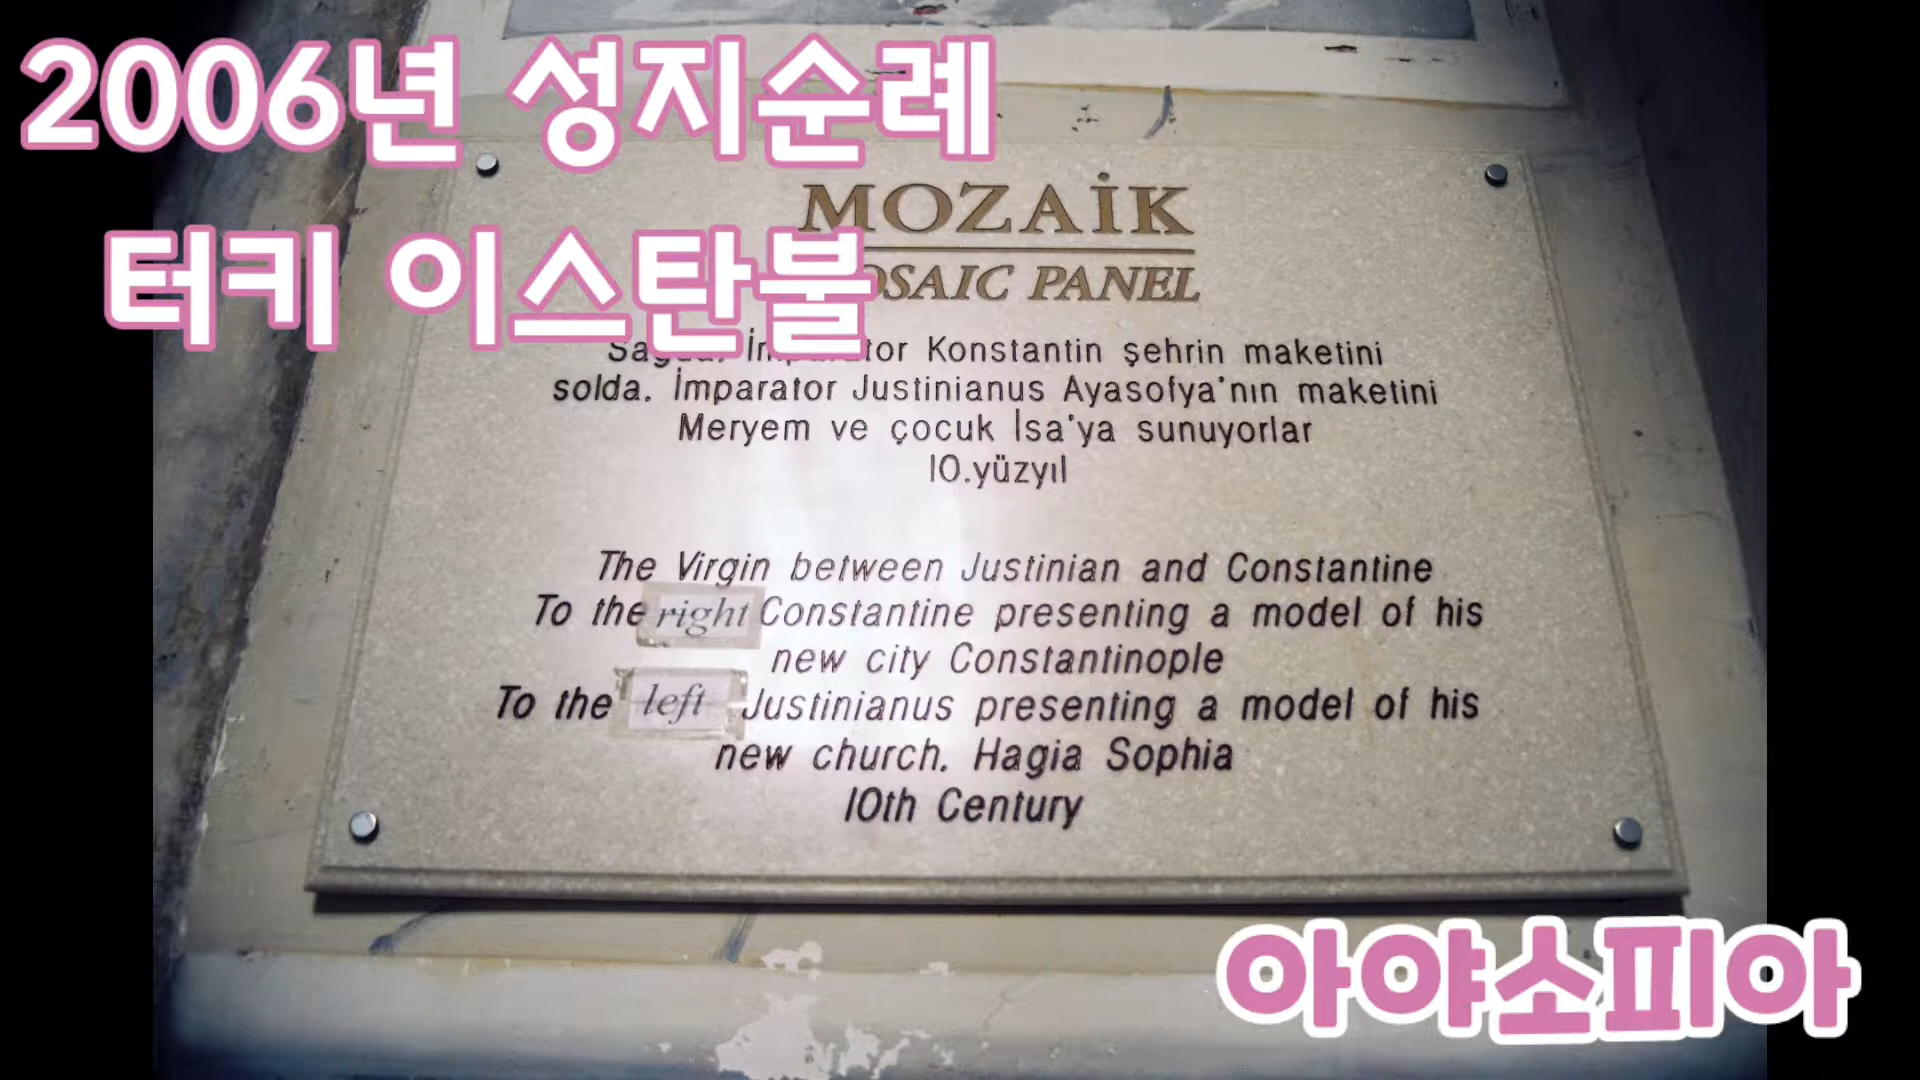 2006년 성지순례
터키 이스탄불
MOZAİK
PANEL
Konstantin şehrin maketini
solda. İmparator Justinianus Ayasofya'nın maketini
Meryem ve çocuk İsa'ya sunuyorlar
10.yüzyıl
The Virgin between Justinian and Constantine
To the right Constantine presenting a model of his
new city Constantinople
To the left Justinianus presenting a model of his
new church. Hagia Sophia
10th Century
아야소피아